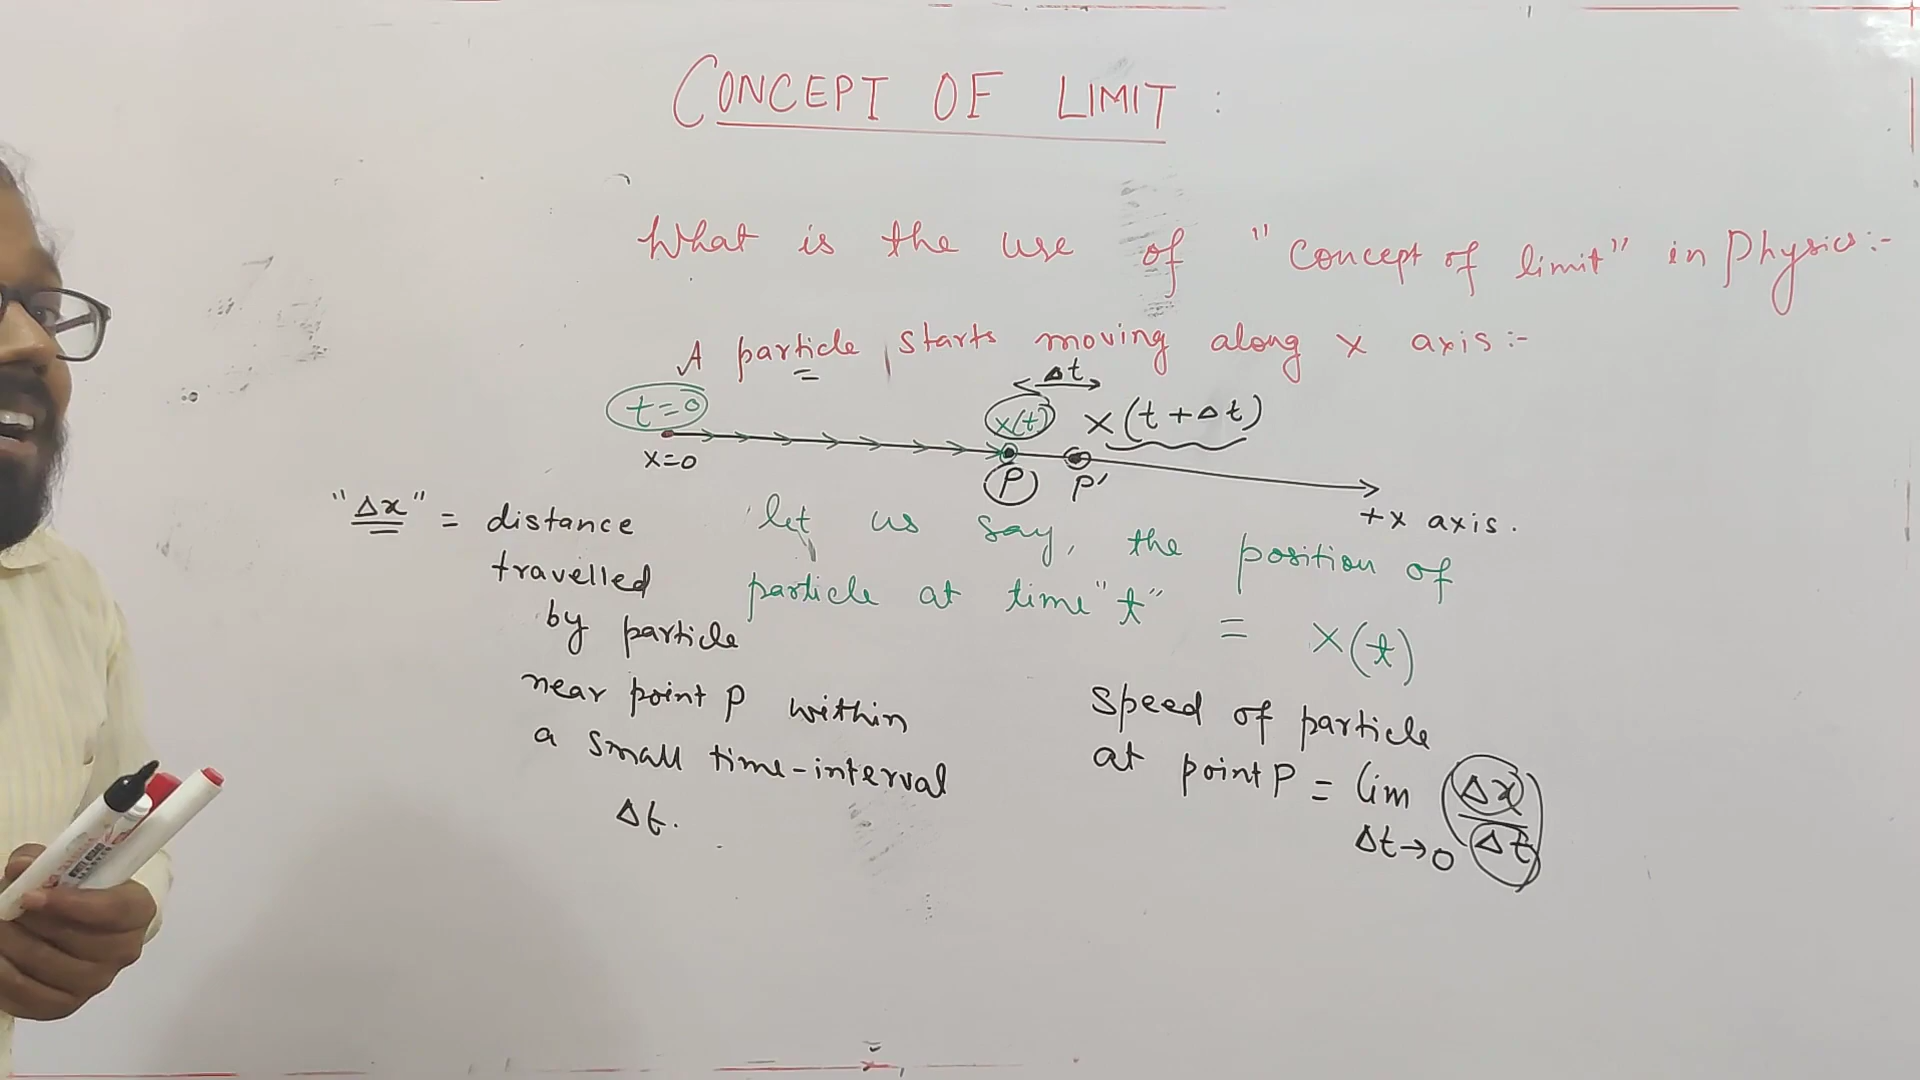 CONCEPT OF LIMIT :
What is the use of "Concept of limit" in Physics:-
A particle starts moving along x axis:-
Δt
t=0 x(t) x(t+Δt)
x=0 P P'
+x axis.
"Δx" = distance
travelled
by particle
near point P within
a small time-interval
Δt.
let us say, the position of
particle at time "t"
= x(t)
Speed of particle
at point P = lim Δx
Δt→0 Δt